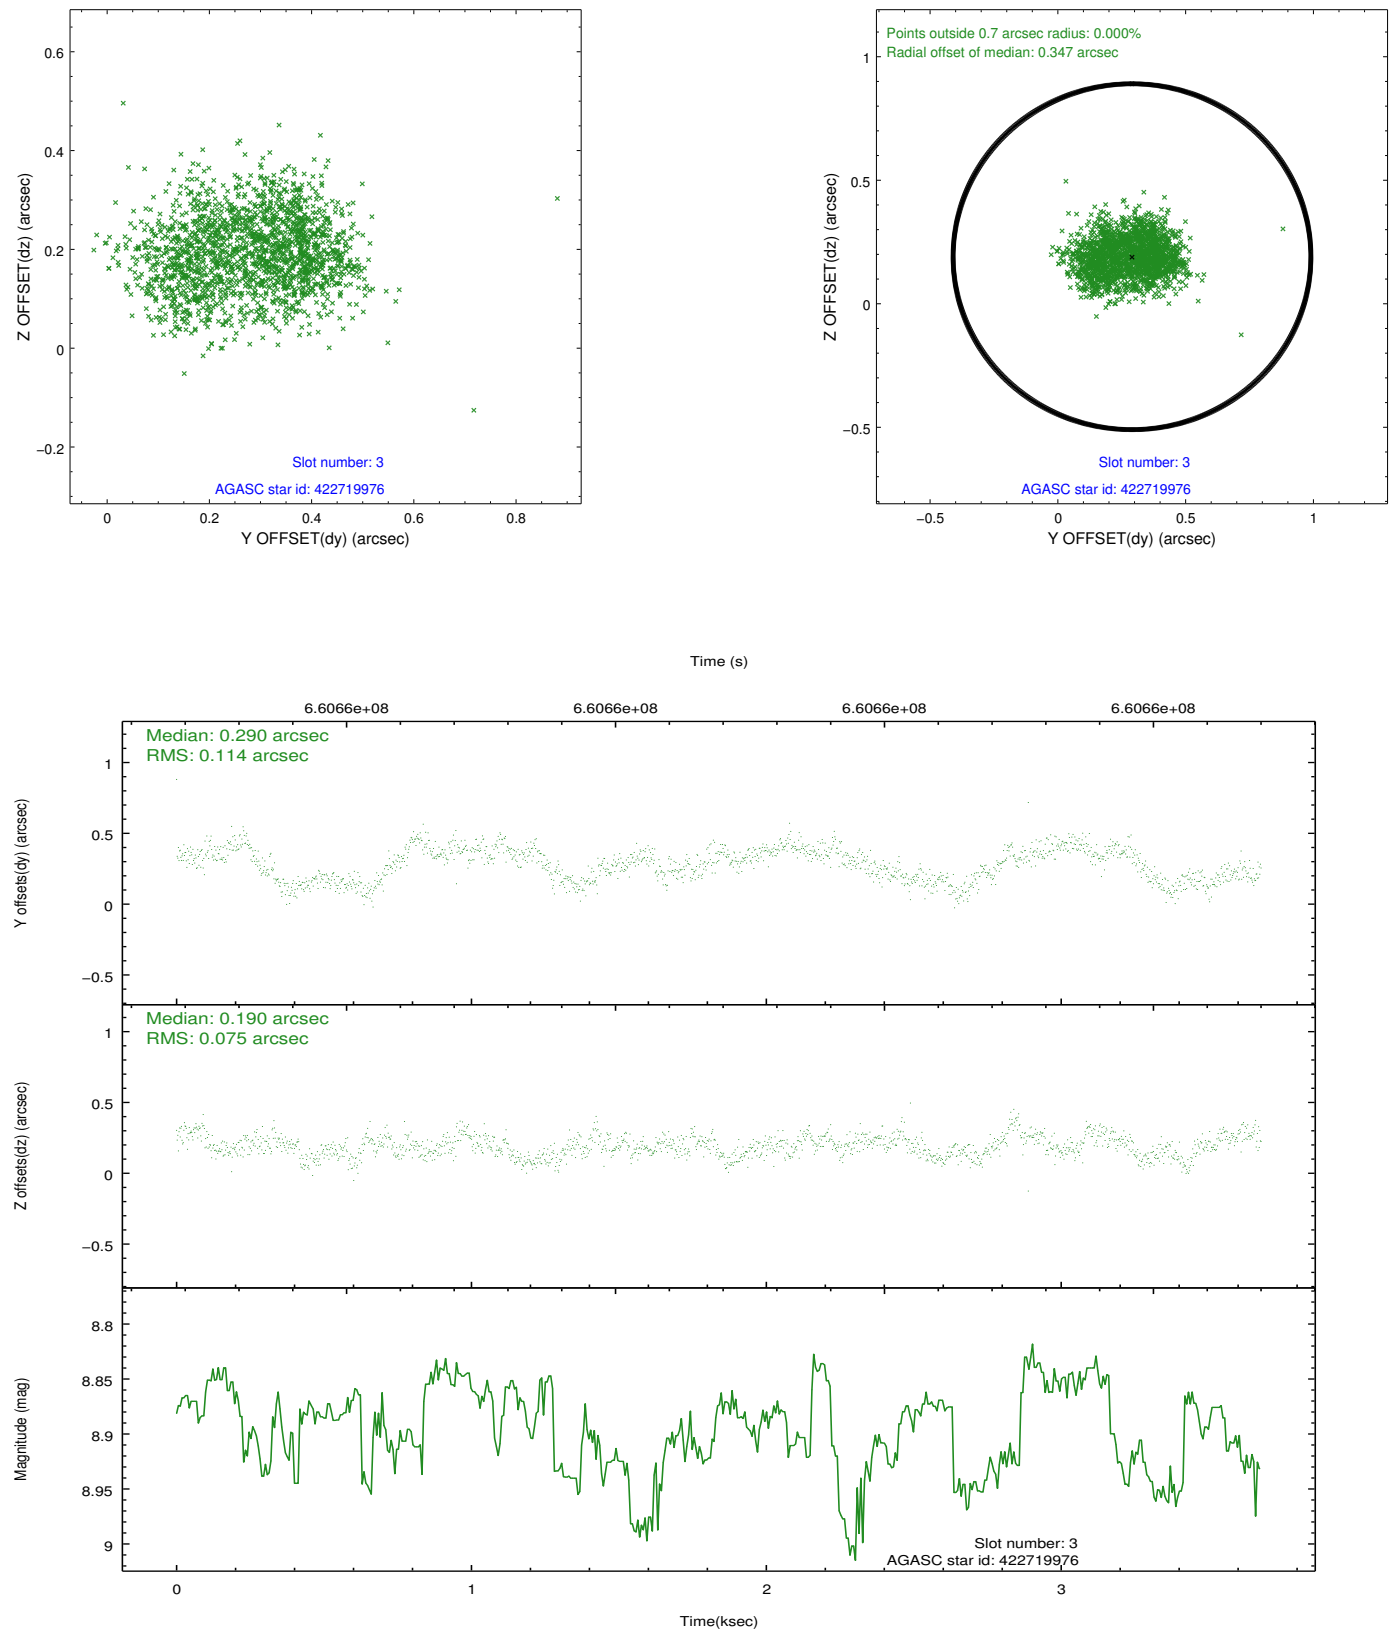 0.6
0.4
0.2
0
−0.2
Z OFFSET(dz) (arcsec)
Slot number: 3
AGASC star id: 422719976
0 0.2 0.4 0.6 0.8
Y OFFSET(dy) (arcsec)
Points outside 0.7 arcsec radius: 0.000%
Radial offset of median: 0.347 arcsec
1
0.5
0
−0.5
Z OFFSET(dz) (arcsec)
Slot number: 3
AGASC star id: 422719976
−0.5 0 0.5 1
Y OFFSET(dy) (arcsec)
Time (s)
6.6066e+08 6.6066e+08 6.6066e+08 6.6066e+08
Median: 0.290 arcsec
RMS: 0.114 arcsec
1
0.5
0
−0.5
Y offsets(dy) (arcsec)
Median: 0.190 arcsec
RMS: 0.075 arcsec
1
0.5
0
−0.5
Z offsets(dz) (arcsec)
8.8
8.85
8.9
8.95
9
Magnitude (mag)
Slot number: 3
AGASC star id: 422719976
0 1 2 3
Time(ksec)